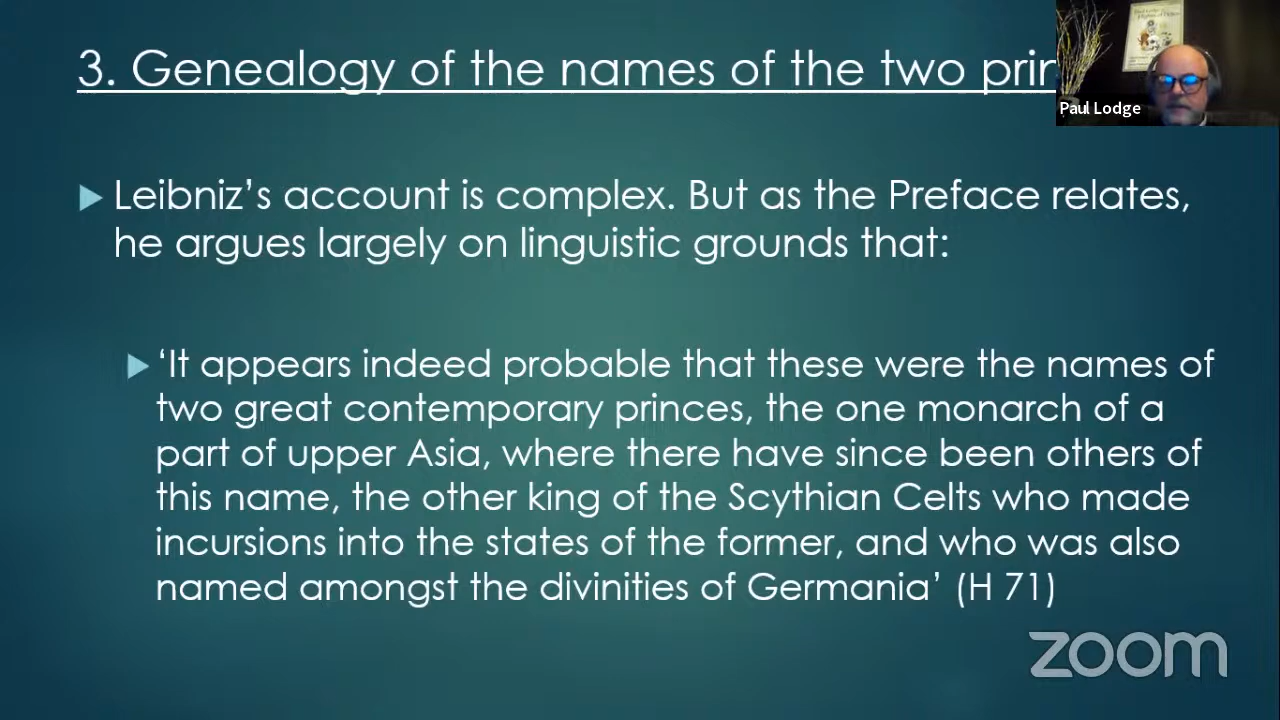 3. Genealogy of the names of the two prin
Paul Lodge
Leibniz’s account is complex. But as the Preface relates,
he argues largely on linguistic grounds that:
‘It appears indeed probable that these were the names of
two great contemporary princes, the one monarch of a
part of upper Asia, where there have since been others of
this name, the other king of the Scythian Celts who made
incursions into the states of the former, and who was also
named amongst the divinities of Germania’ (H 71)
zoom